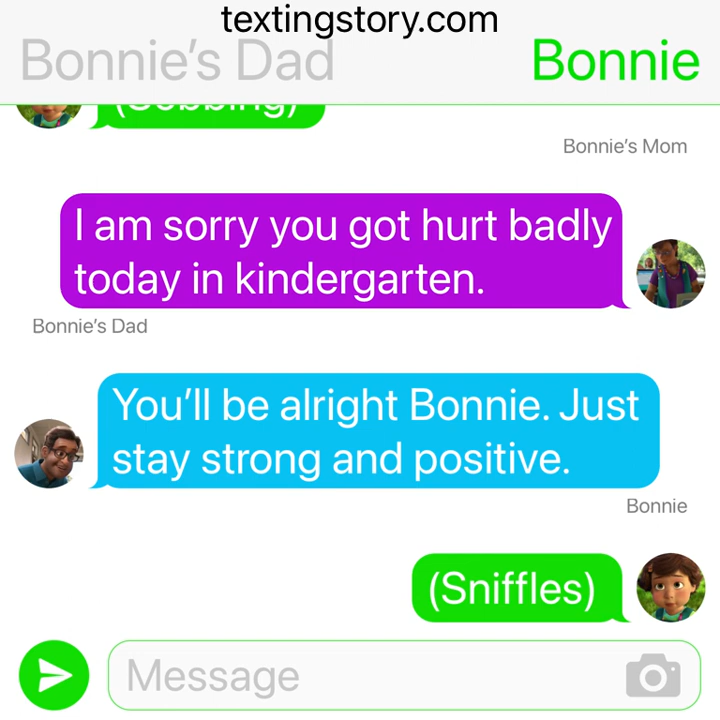 textingstory.com
Bonnie’s Dad
Bonnie
(Sobbing)
Bonnie’s Mom
I am sorry you got hurt badly
today in kindergarten.
Bonnie’s Dad
You’ll be alright Bonnie. Just
stay strong and positive.
Bonnie
(Sniffles)
Message